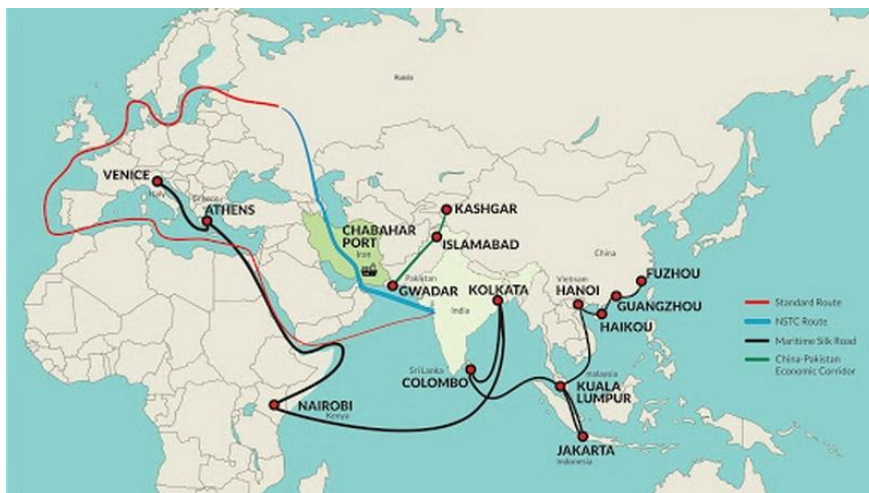 Russia
VENICE
Italy
Greece
ATHENS
KASHGAR
CHABAHAR
PORT
Iran
ISLAMABAD
China
Pakistan
GWADAR
KOLKATA
India
Vietnam
HANOI
FUZHOU
GUANGZHOU
HAIKOU
Sri Lanka
COLOMBO
malaysia
KUALA
LUMPUR
NAIROBI
Kenya
JAKARTA
Indonesia
Standard Route
NSTC Route
Maritime Silk Road
China-Pakistan
Economic Corridor